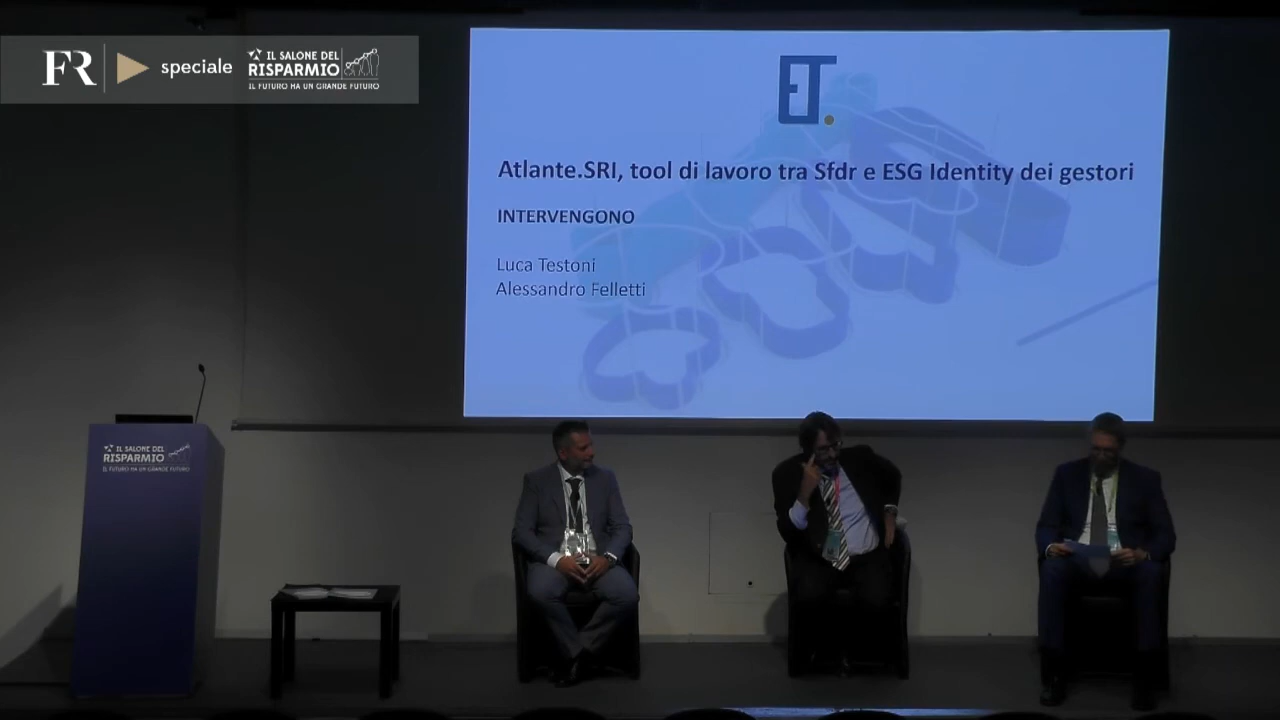 FR
speciale
IL SALONE DEL
RISPARMIO
IL FUTURO HA UN GRANDE FUTURO
ET.
Atlante.SRI, tool di lavoro tra Sfdr e ESG Identity dei gestori
INTERVENGONO
Luca Testoni
Alessandro Felletti
IL SALONE DEL
RISPARMIO
IL FUTURO HA UN GRANDE FUTURO